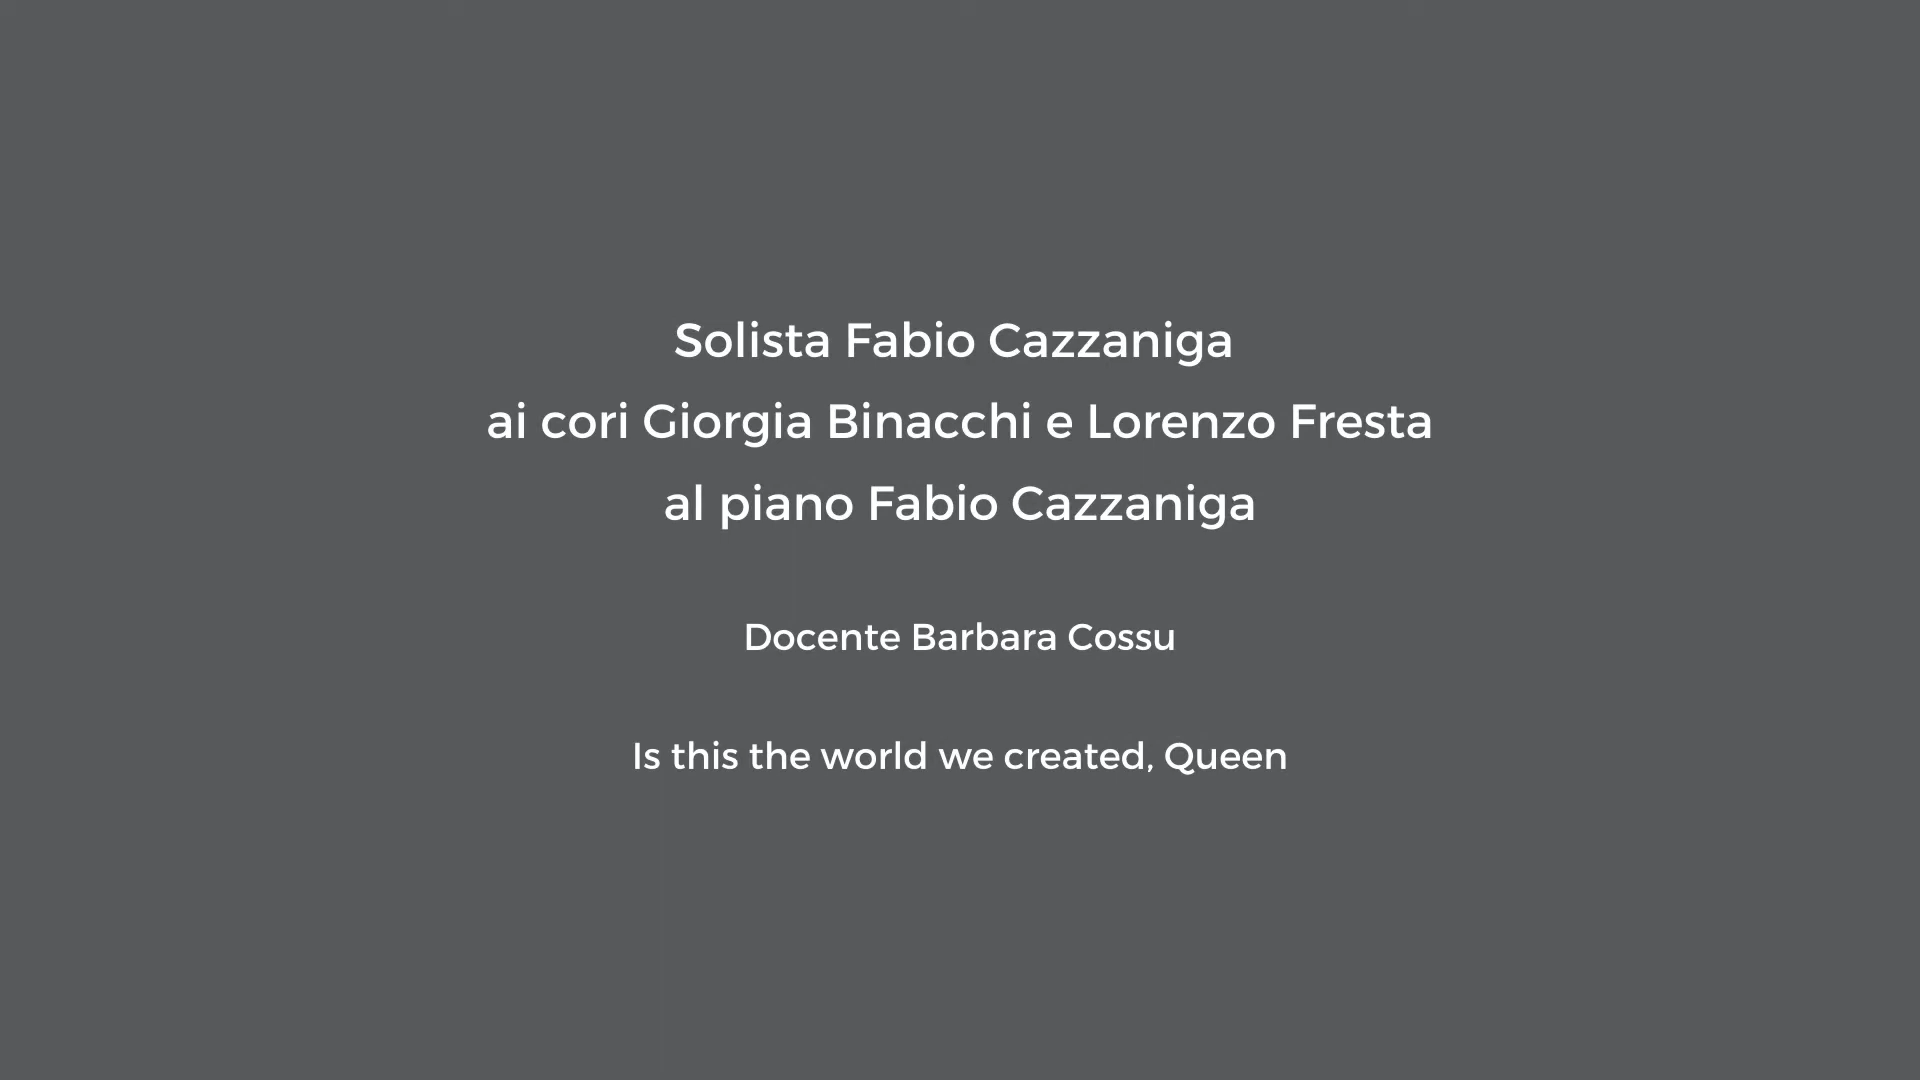 Solista Fabio Cazzaniga
ai cori Giorgia Binacchi e Lorenzo Fresta
al piano Fabio Cazzaniga
Docente Barbara Cossu
Is this the world we created, Queen